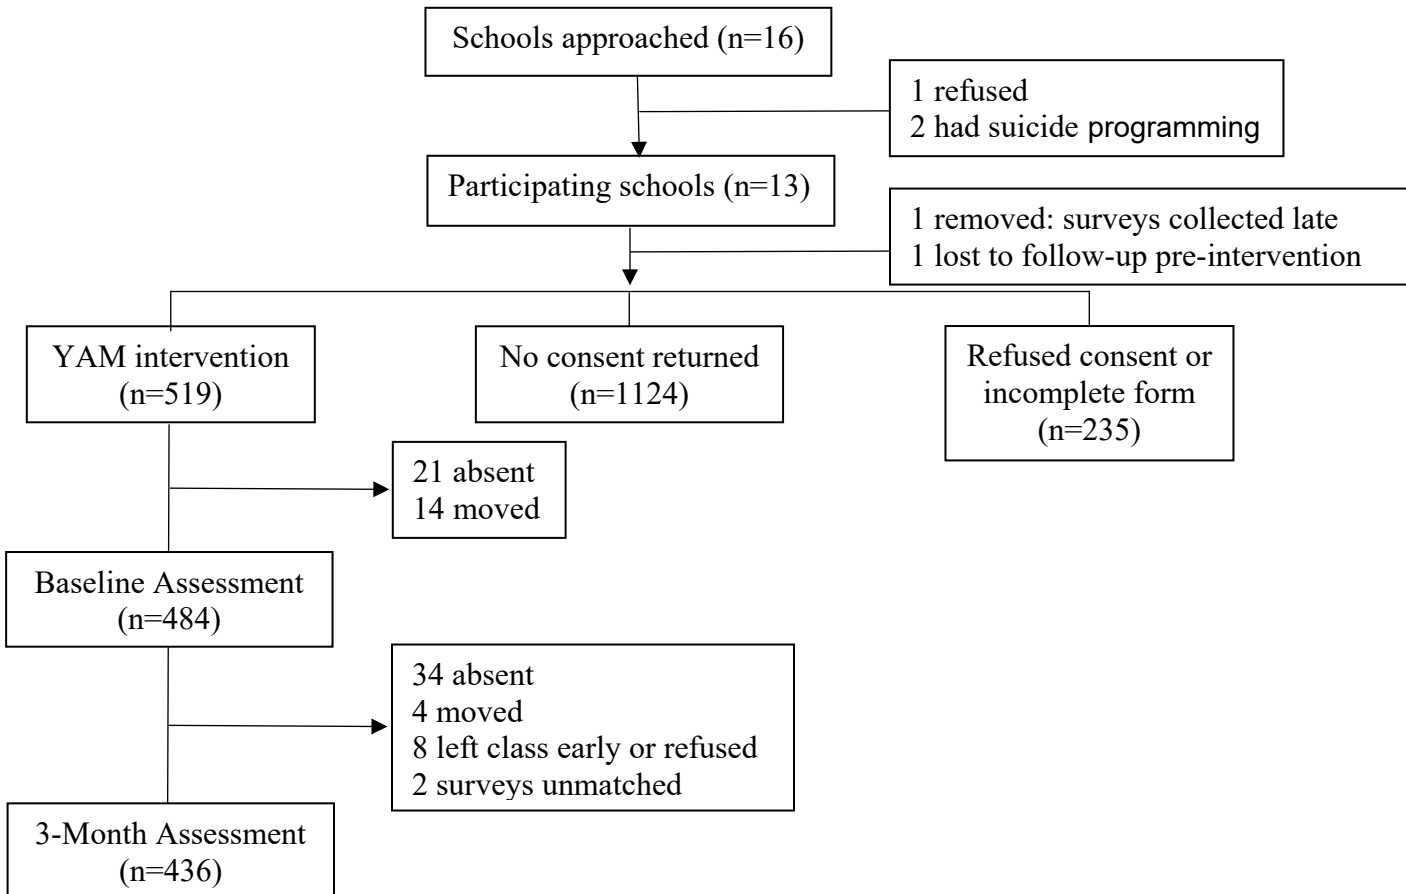 Schools approached (n=16)
1 refused
2 had suicide programming
Participating schools (n=13)
1 removed: surveys collected late
1 lost to follow-up pre-intervention
YAM intervention
(n=519)
No consent returned
(n=1124)
Refused consent or
incomplete form
(n=235)
21 absent
14 moved
Baseline Assessment
(n=484)
34 absent
4 moved
8 left class early or refused
2 surveys unmatched
3-Month Assessment
(n=436)